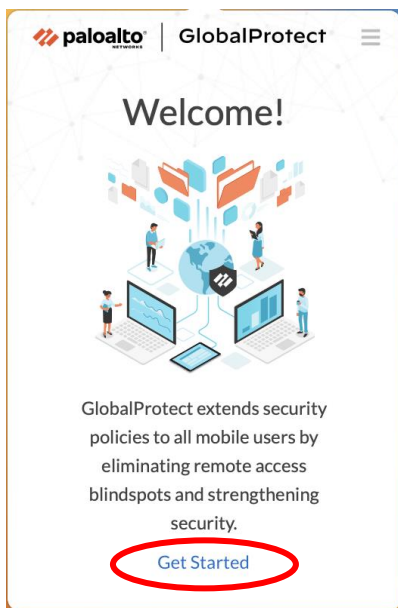 paloalto NETWORKS GlobalProtect
Welcome!
GlobalProtect extends security
policies to all mobile users by
eliminating remote access
blindspots and strengthening
security.
Get Started